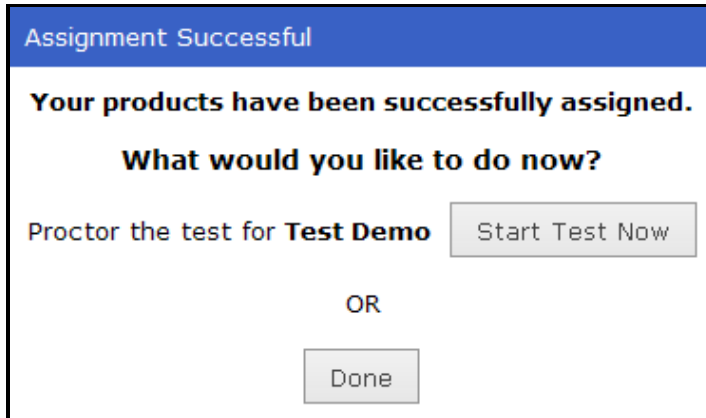 Assignment Successful
Your products have been successfully assigned.
What would you like to do now?
Proctor the test for Test Demo Start Test Now
OR
Done